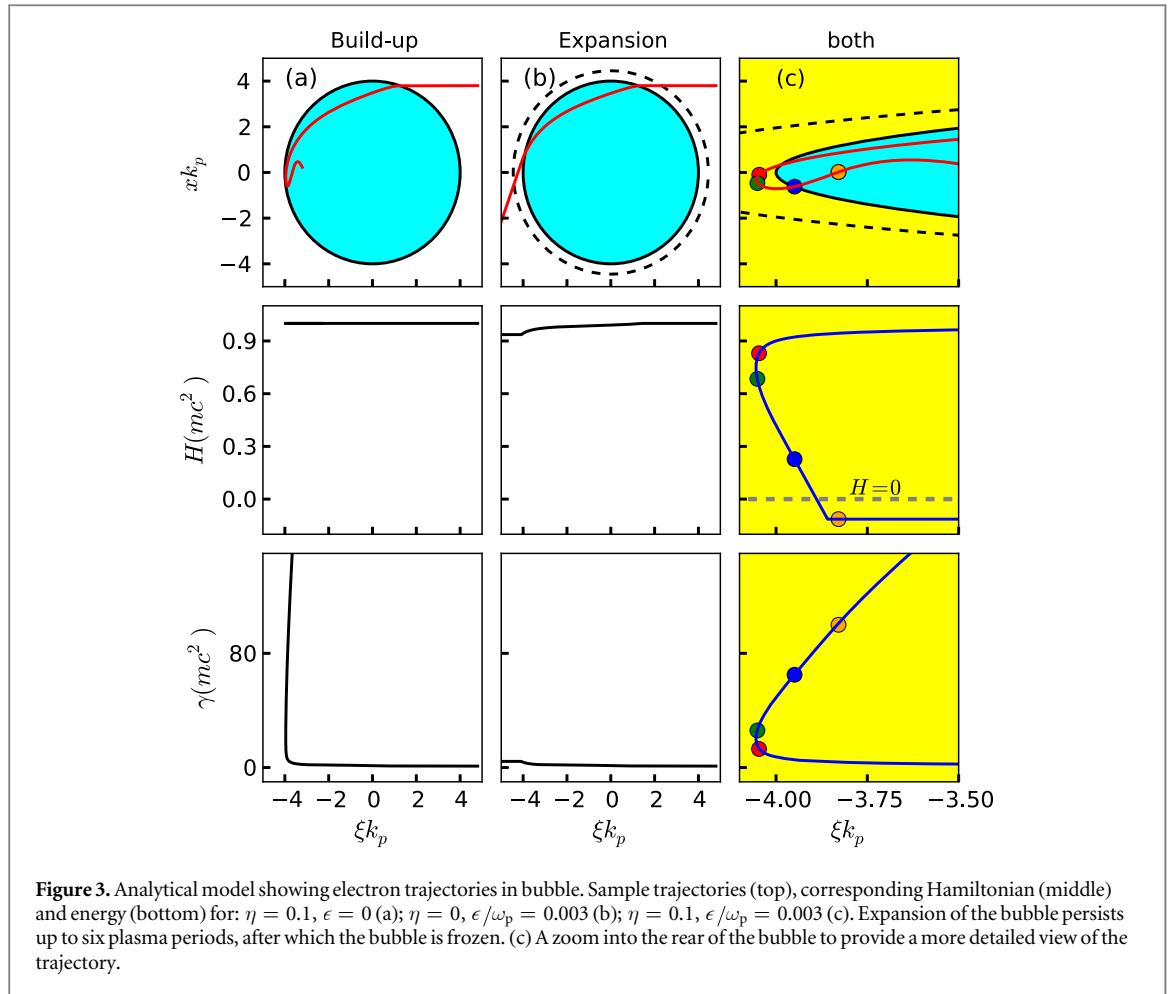 Build-up Expansion both
(a) (b) (c)
xk_p
4
2
0
−2
−4
H(mc^2)
0.9
0.6
0.3
0.0
H=0
γ(mc^2)
80
0
−4 −2 0 2 4 −4 −2 0 2 4 −4.00 −3.75 −3.50
ξk_p ξk_p ξk_p
Figure 3. Analytical model showing electron trajectories in bubble. Sample trajectories (top), corresponding Hamiltonian (middle)
and energy (bottom) for: η = 0.1, ϵ = 0 (a); η = 0, ϵ/ω_p = 0.003 (b); η = 0.1, ϵ/ω_p = 0.003 (c). Expansion of the bubble persists
up to six plasma periods, after which the bubble is frozen. (c) A zoom into the rear of the bubble to provide a more detailed view of the
trajectory.